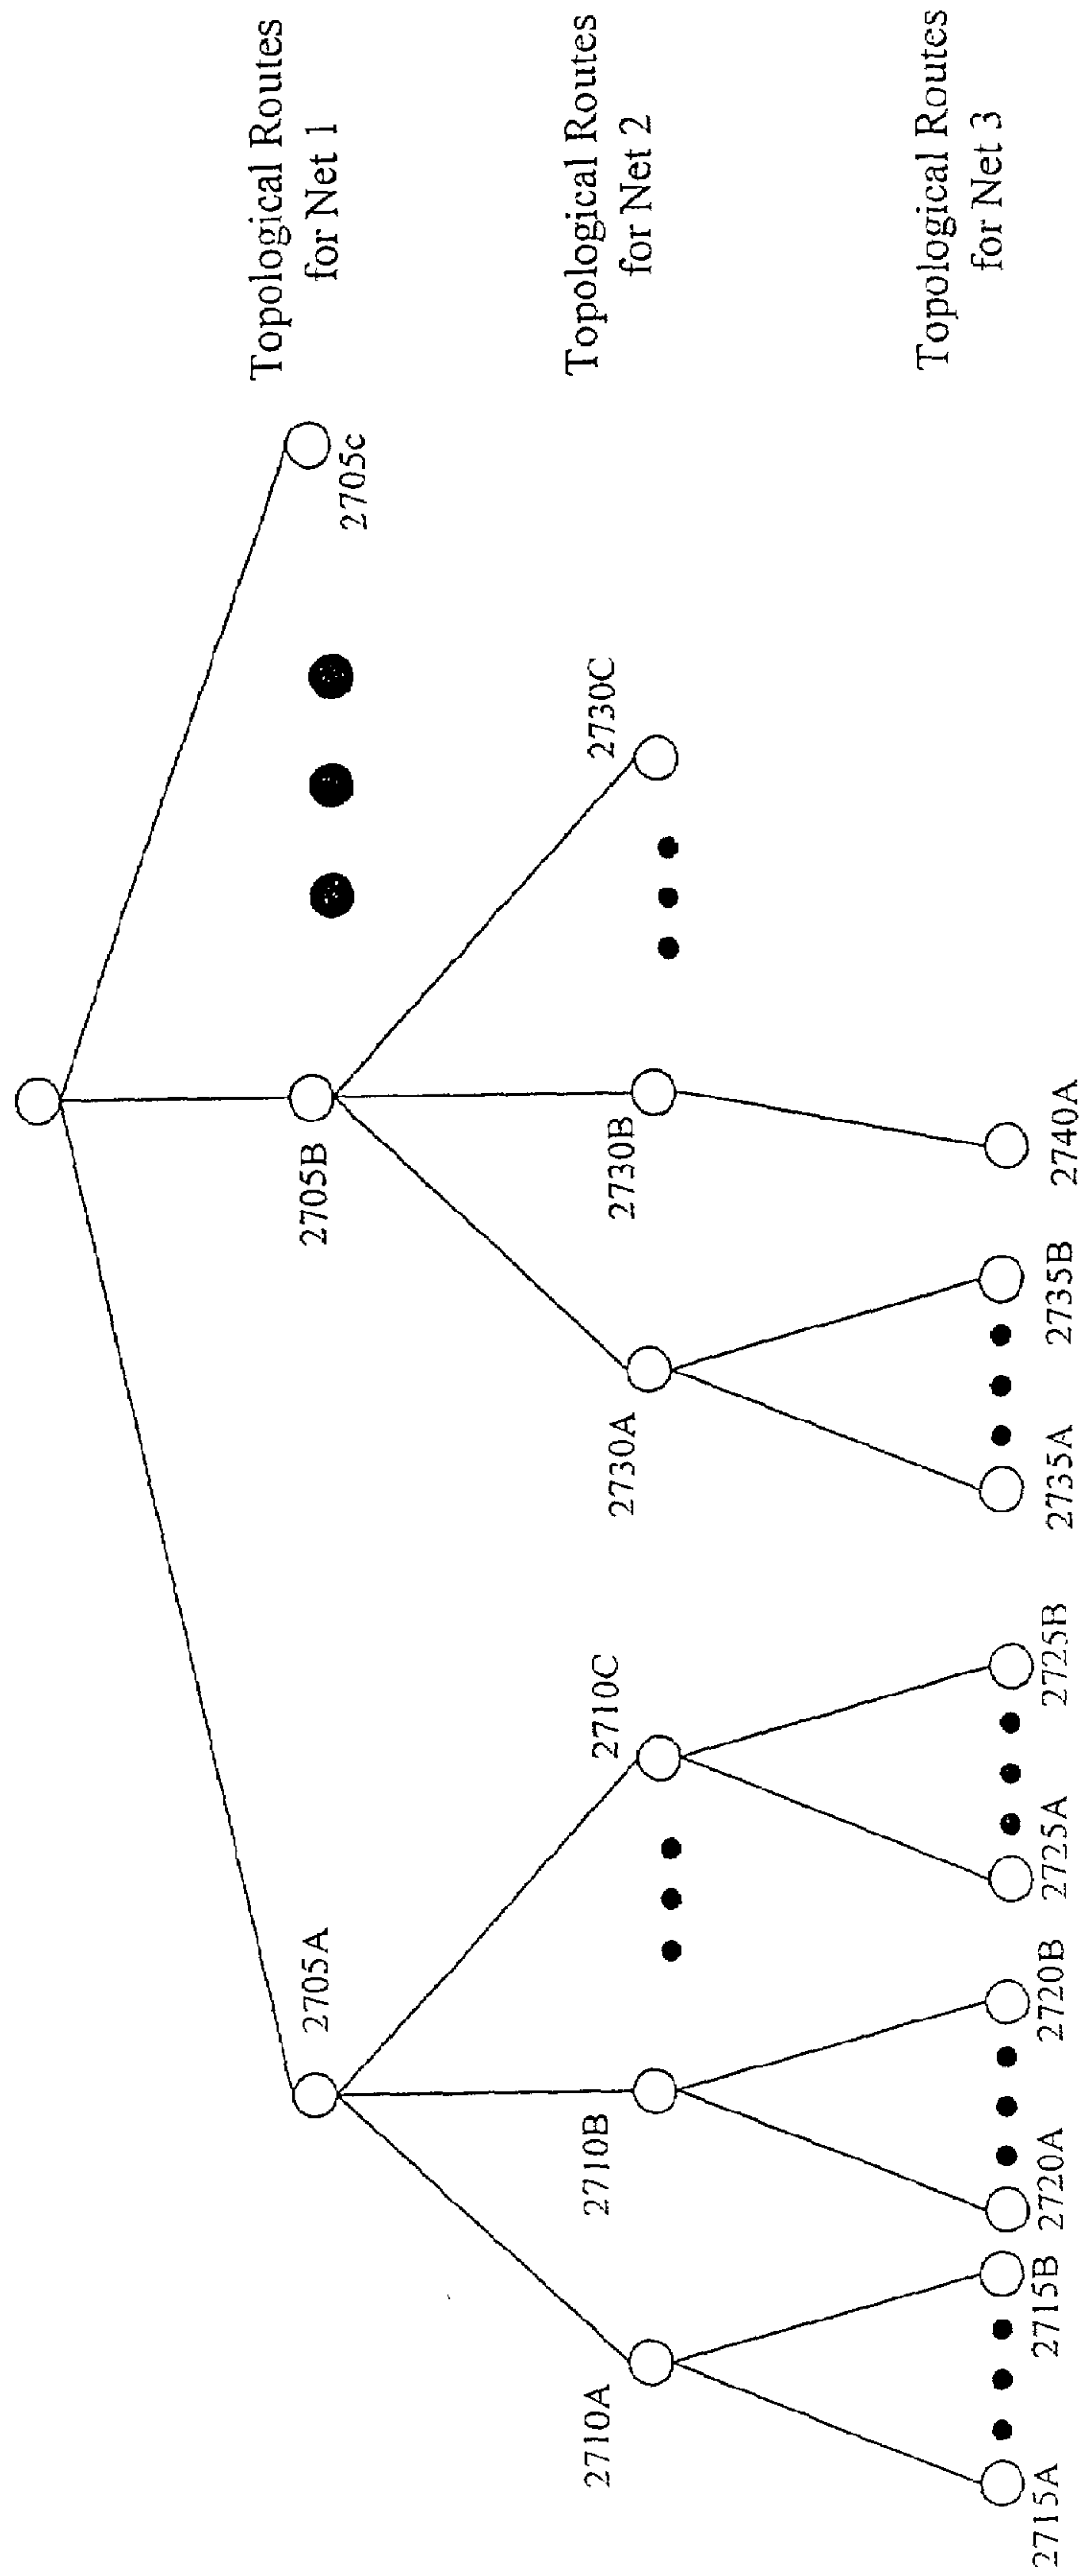 Topological Routes
for Net 1
2705A
2705B
2705c
Topological Routes
for Net 2
2710A
2710B
2710C
2730A
2730B
2730C
Topological Routes
for Net 3
2715A
2715B
2720A
2720B
2725A
2725B
2735A
2735B
2740A